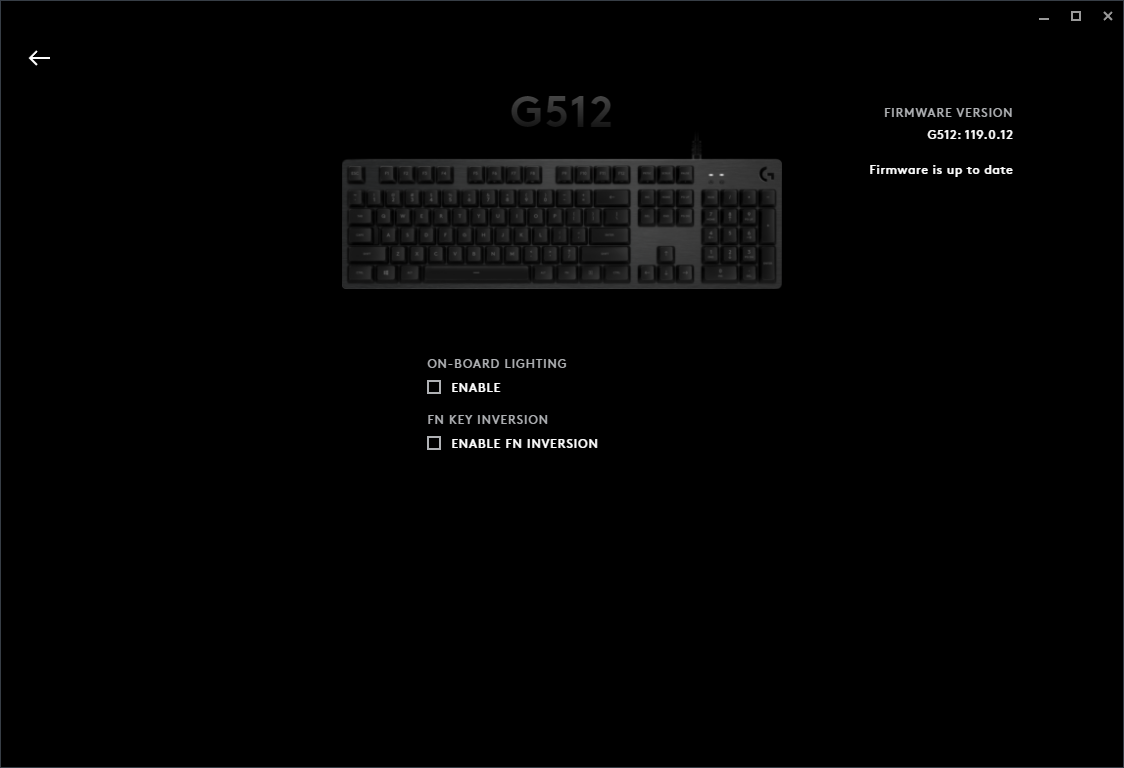 G512
FIRMWARE VERSION
G512: 119.0.12
Firmware is up to date
ON-BOARD LIGHTING
ENABLE
FN KEY INVERSION
ENABLE FN INVERSION